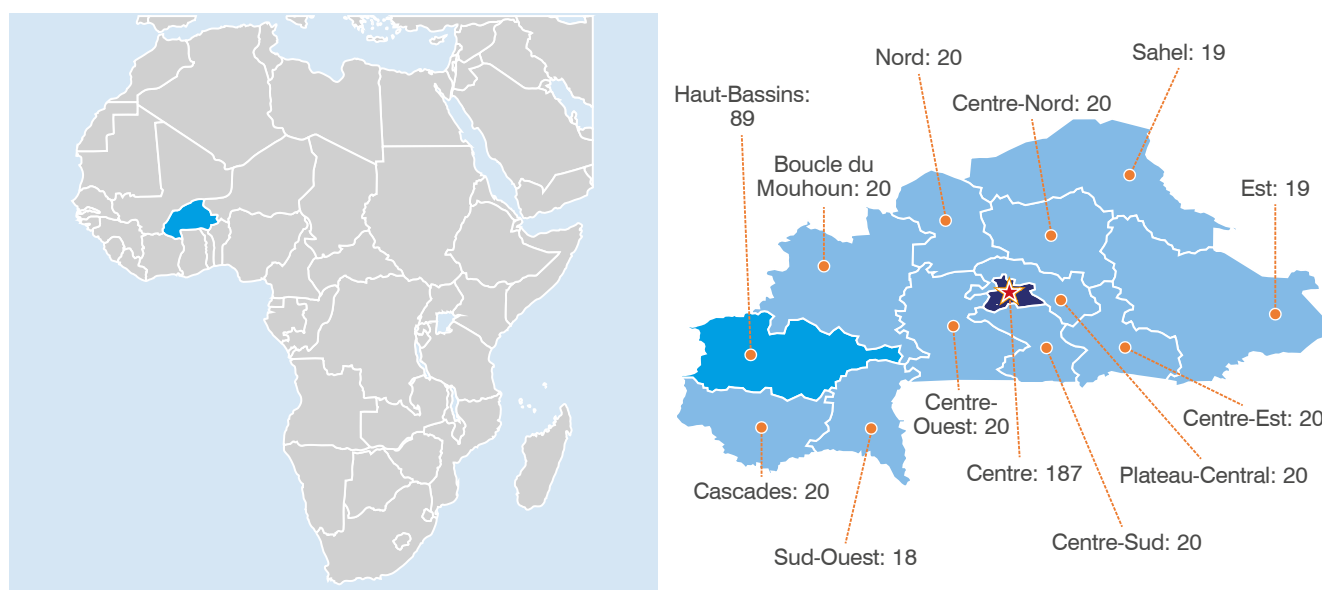 Nord: 20
Sahel: 19
Haut-Bassins:
89
Centre-Nord: 20
Boucle du
Mouhoun: 20
Est: 19
Centre-
Ouest: 20
Centre-Est: 20
Centre: 187
Plateau-Central: 20
Cascades: 20
Centre-Sud: 20
Sud-Ouest: 18